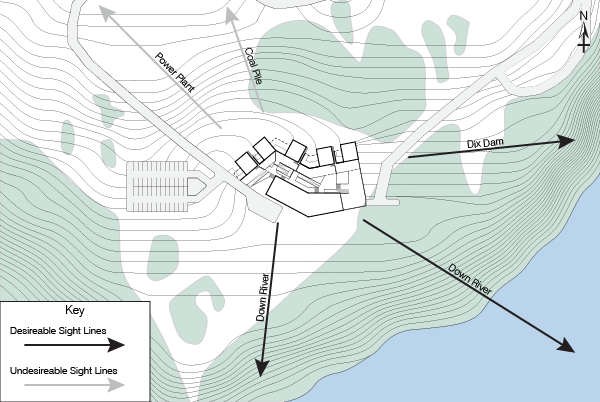 N
Power Plant
Coal Pile
Dix Dam
Down River
Down River
Key
Desireable Sight Lines
Undesireable Sight Lines